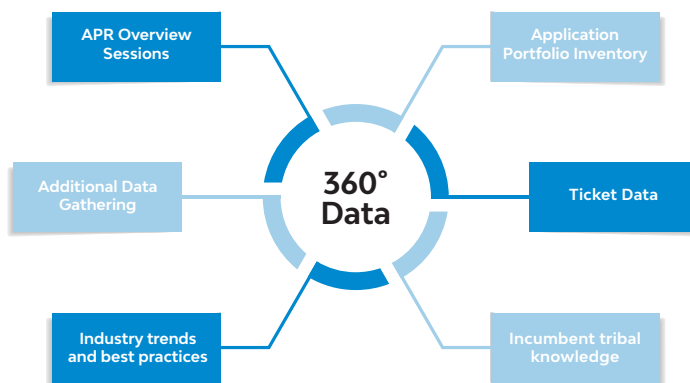 APR Overview
Sessions
Application
Portfolio Inventory
Additional Data
Gathering
360°
Data
Ticket Data
Industry trends
and best practices
Incumbent tribal
knowledge